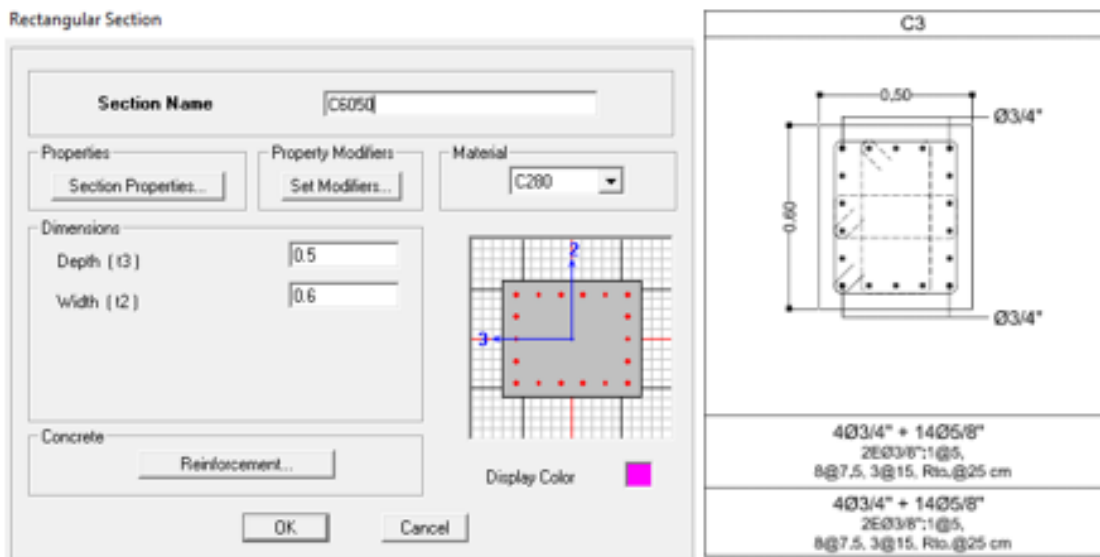 Rectangular Section
Section Name C6050
Properties
Section Properties...
Property Modifiers
Set Modifiers...
Material
C280
Dimensions
Depth ( t3 ) 0.5
Width ( t2 ) 0.6
2
3
Concrete
Reinforcement...
Display Color
OK
Cancel
C3
0,50
Ø3/4"
0,60
Ø3/4"
4Ø3/4" + 14Ø5/8"
2EØ3/8";1@5,
8@7,5, 3@15, Rto.@25 cm
4Ø3/4" + 14Ø5/8"
2EØ3/8";1@5,
8@7,5, 3@15, Rto.@25 cm